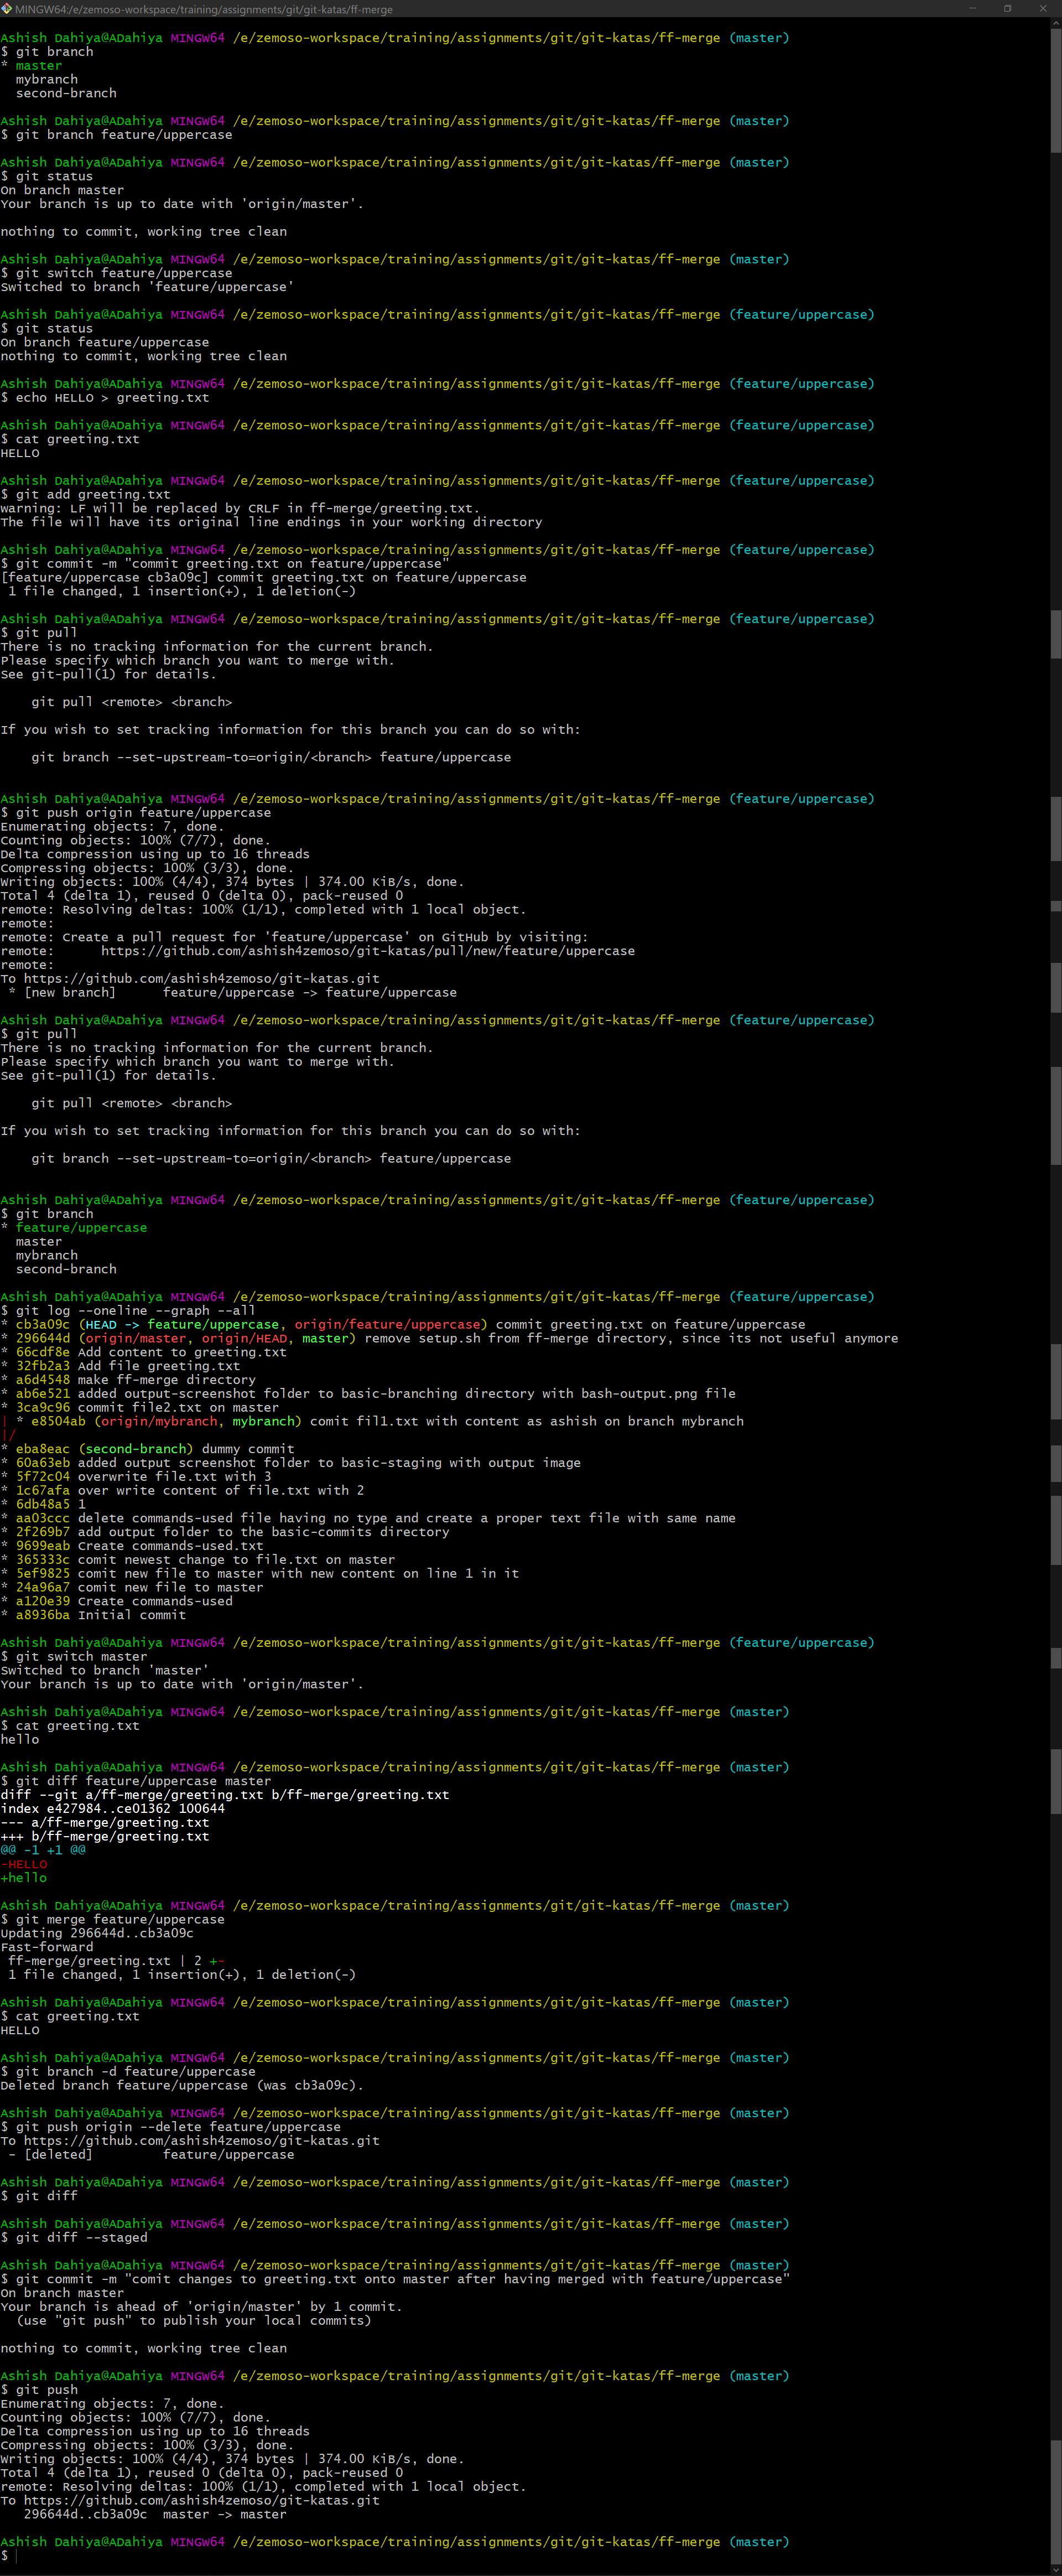 MINGW64:/e/zemoso-workspace/training/assignments/git/git-katas/ff-merge
Ashish Dahiya@ADahiya MINGW64 /e/zemoso-workspace/training/assignments/git/git-katas/ff-merge (master)
$ git branch
* master
  mybranch
  second-branch

Ashish Dahiya@ADahiya MINGW64 /e/zemoso-workspace/training/assignments/git/git-katas/ff-merge (master)
$ git branch feature/uppercase

Ashish Dahiya@ADahiya MINGW64 /e/zemoso-workspace/training/assignments/git/git-katas/ff-merge (master)
$ git status
On branch master
Your branch is up to date with 'origin/master'.

nothing to commit, working tree clean

Ashish Dahiya@ADahiya MINGW64 /e/zemoso-workspace/training/assignments/git/git-katas/ff-merge (master)
$ git switch feature/uppercase
Switched to branch 'feature/uppercase'

Ashish Dahiya@ADahiya MINGW64 /e/zemoso-workspace/training/assignments/git/git-katas/ff-merge (feature/uppercase)
$ git status
On branch feature/uppercase
nothing to commit, working tree clean

Ashish Dahiya@ADahiya MINGW64 /e/zemoso-workspace/training/assignments/git/git-katas/ff-merge (feature/uppercase)
$ echo HELLO > greeting.txt

Ashish Dahiya@ADahiya MINGW64 /e/zemoso-workspace/training/assignments/git/git-katas/ff-merge (feature/uppercase)
$ cat greeting.txt
HELLO

Ashish Dahiya@ADahiya MINGW64 /e/zemoso-workspace/training/assignments/git/git-katas/ff-merge (feature/uppercase)
$ git add greeting.txt
warning: LF will be replaced by CRLF in ff-merge/greeting.txt.
The file will have its original line endings in your working directory

Ashish Dahiya@ADahiya MINGW64 /e/zemoso-workspace/training/assignments/git/git-katas/ff-merge (feature/uppercase)
$ git commit -m "commit greeting.txt on feature/uppercase"
[feature/uppercase cb3a09c] commit greeting.txt on feature/uppercase
 1 file changed, 1 insertion(+), 1 deletion(-)

Ashish Dahiya@ADahiya MINGW64 /e/zemoso-workspace/training/assignments/git/git-katas/ff-merge (feature/uppercase)
$ git pull
There is no tracking information for the current branch.
Please specify which branch you want to merge with.
See git-pull(1) for details.

    git pull <remote> <branch>

If you wish to set tracking information for this branch you can do so with:

    git branch --set-upstream-to=origin/<branch> feature/uppercase

Ashish Dahiya@ADahiya MINGW64 /e/zemoso-workspace/training/assignments/git/git-katas/ff-merge (feature/uppercase)
$ git push origin feature/uppercase
Enumerating objects: 7, done.
Counting objects: 100% (7/7), done.
Delta compression using up to 16 threads
Compressing objects: 100% (3/3), done.
Writing objects: 100% (4/4), 374 bytes | 374.00 KiB/s, done.
Total 4 (delta 1), reused 0 (delta 0), pack-reused 0
remote: Resolving deltas: 100% (1/1), completed with 1 local object.
remote:
remote: Create a pull request for 'feature/uppercase' on GitHub by visiting:
remote:      https://github.com/ashish4zemoso/git-katas/pull/new/feature/uppercase
remote:
To https://github.com/ashish4zemoso/git-katas.git
 * [new branch]      feature/uppercase -> feature/uppercase

Ashish Dahiya@ADahiya MINGW64 /e/zemoso-workspace/training/assignments/git/git-katas/ff-merge (feature/uppercase)
$ git pull
There is no tracking information for the current branch.
Please specify which branch you want to merge with.
See git-pull(1) for details.

    git pull <remote> <branch>

If you wish to set tracking information for this branch you can do so with:

    git branch --set-upstream-to=origin/<branch> feature/uppercase

Ashish Dahiya@ADahiya MINGW64 /e/zemoso-workspace/training/assignments/git/git-katas/ff-merge (feature/uppercase)
$ git branch
* feature/uppercase
  master
  mybranch
  second-branch

Ashish Dahiya@ADahiya MINGW64 /e/zemoso-workspace/training/assignments/git/git-katas/ff-merge (feature/uppercase)
$ git log --oneline --graph --all
* cb3a09c (HEAD -> feature/uppercase, origin/feature/uppercase) commit greeting.txt on feature/uppercase
* 296644d (origin/master, origin/HEAD, master) remove setup.sh from ff-merge directory, since its not useful anymore
* 66cdf8e Add content to greeting.txt
* 32fb2a3 Add file greeting.txt
* a6d4548 make ff-merge directory
* ab6e521 added output-screenshot folder to basic-branching directory with bash-output.png file
* 3ca9c96 commit file2.txt on master
| * e8504ab (origin/mybranch, mybranch) comit fil1.txt with content as ashish on branch mybranch
|/
* eba8eac (second-branch) dummy commit
* 60a63eb added output screenshot folder to basic-staging with output image
* 5f72c04 overwrite file.txt with 3
* 1c67afa over write content of file.txt with 2
* 6db48a5 1
* aa03ccc delete commands-used file having no type and create a proper text file with same name
* 2f269b7 add output folder to the basic-commits directory
* 9699eab Create commands-used.txt
* 365333c comit newest change to file.txt on master
* 5ef9825 comit new file to master with new content on line 1 in it
* 24a96a7 comit new file to master
* a120e39 Create commands-used
* a8936ba Initial commit

Ashish Dahiya@ADahiya MINGW64 /e/zemoso-workspace/training/assignments/git/git-katas/ff-merge (feature/uppercase)
$ git switch master
Switched to branch 'master'
Your branch is up to date with 'origin/master'.

Ashish Dahiya@ADahiya MINGW64 /e/zemoso-workspace/training/assignments/git/git-katas/ff-merge (master)
$ cat greeting.txt
hello

Ashish Dahiya@ADahiya MINGW64 /e/zemoso-workspace/training/assignments/git/git-katas/ff-merge (master)
$ git diff feature/uppercase master
diff --git a/ff-merge/greeting.txt b/ff-merge/greeting.txt
index e427984..ce01362 100644
--- a/ff-merge/greeting.txt
+++ b/ff-merge/greeting.txt
@@ -1 +1 @@
-HELLO
+hello

Ashish Dahiya@ADahiya MINGW64 /e/zemoso-workspace/training/assignments/git/git-katas/ff-merge (master)
$ git merge feature/uppercase
Updating 296644d..cb3a09c
Fast-forward
 ff-merge/greeting.txt | 2 +-
 1 file changed, 1 insertion(+), 1 deletion(-)

Ashish Dahiya@ADahiya MINGW64 /e/zemoso-workspace/training/assignments/git/git-katas/ff-merge (master)
$ cat greeting.txt
HELLO

Ashish Dahiya@ADahiya MINGW64 /e/zemoso-workspace/training/assignments/git/git-katas/ff-merge (master)
$ git branch -d feature/uppercase
Deleted branch feature/uppercase (was cb3a09c).

Ashish Dahiya@ADahiya MINGW64 /e/zemoso-workspace/training/assignments/git/git-katas/ff-merge (master)
$ git push origin --delete feature/uppercase
To https://github.com/ashish4zemoso/git-katas.git
 - [deleted]         feature/uppercase

Ashish Dahiya@ADahiya MINGW64 /e/zemoso-workspace/training/assignments/git/git-katas/ff-merge (master)
$ git diff

Ashish Dahiya@ADahiya MINGW64 /e/zemoso-workspace/training/assignments/git/git-katas/ff-merge (master)
$ git diff --staged

Ashish Dahiya@ADahiya MINGW64 /e/zemoso-workspace/training/assignments/git/git-katas/ff-merge (master)
$ git commit -m "comit changes to greeting.txt onto master after having merged with feature/uppercase"
On branch master
Your branch is ahead of 'origin/master' by 1 commit.
  (use "git push" to publish your local commits)

nothing to commit, working tree clean

Ashish Dahiya@ADahiya MINGW64 /e/zemoso-workspace/training/assignments/git/git-katas/ff-merge (master)
$ git push
Enumerating objects: 7, done.
Counting objects: 100% (7/7), done.
Delta compression using up to 16 threads
Compressing objects: 100% (3/3), done.
Writing objects: 100% (4/4), 374 bytes | 374.00 KiB/s, done.
Total 4 (delta 1), reused 0 (delta 0), pack-reused 0
remote: Resolving deltas: 100% (1/1), completed with 1 local object.
To https://github.com/ashish4zemoso/git-katas.git
   296644d..cb3a09c  master -> master

Ashish Dahiya@ADahiya MINGW64 /e/zemoso-workspace/training/assignments/git/git-katas/ff-merge (master)
$